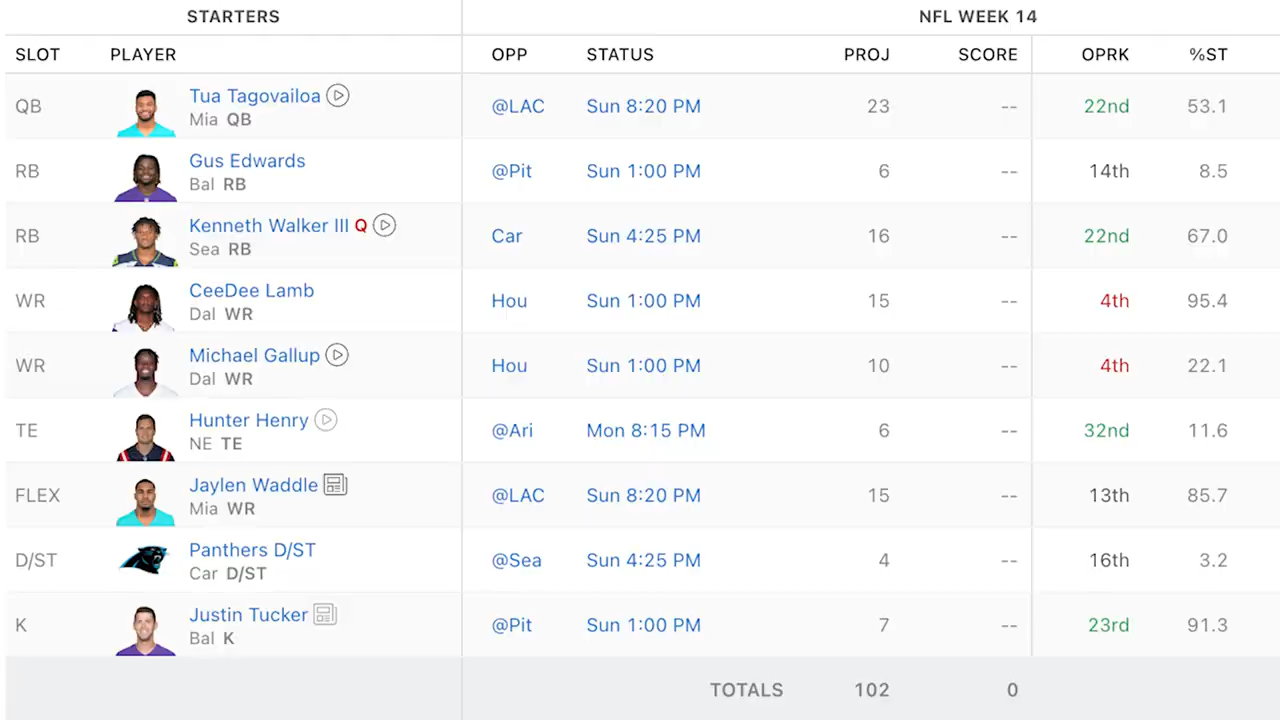 STARTERS NFL WEEK 14
SLOT PLAYER OPP STATUS PROJ SCORE OPRK %ST
QB Tua Tagovailoa @LAC Sun 8:20 PM 23 -- 22nd 53.1
Mia QB
RB Gus Edwards @Pit Sun 1:00 PM 6 -- 14th 8.5
Bal RB
RB Kenneth Walker III Q Car Sun 4:25 PM 16 -- 22nd 67.0
Sea RB
WR CeeDee Lamb Hou Sun 1:00 PM 15 -- 4th 95.4
Dal WR
WR Michael Gallup Hou Sun 1:00 PM 10 -- 4th 22.1
Dal WR
TE Hunter Henry @Ari Mon 8:15 PM 6 -- 32nd 11.6
NE TE
FLEX Jaylen Waddle @LAC Sun 8:20 PM 15 -- 13th 85.7
Mia WR
D/ST Panthers D/ST @Sea Sun 4:25 PM 4 -- 16th 3.2
Car D/ST
K Justin Tucker @Pit Sun 1:00 PM 7 -- 23rd 91.3
Bal K
TOTALS 102 0